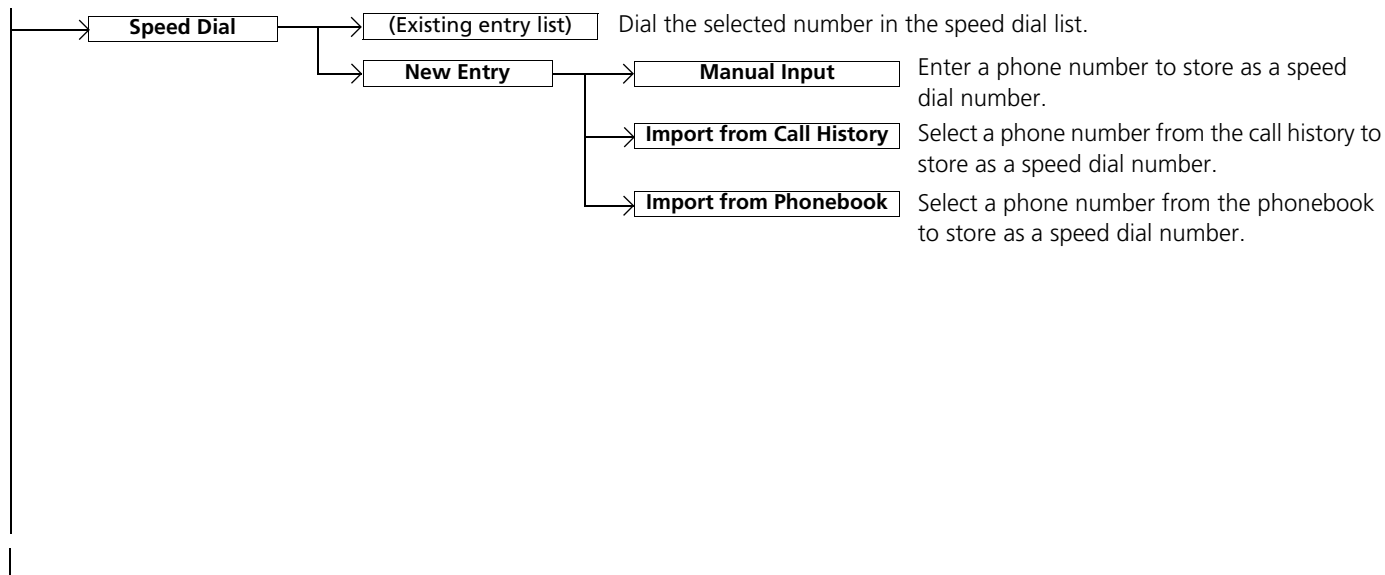 Speed Dial
(Existing entry list)
Dial the selected number in the speed dial list.
New Entry
Manual Input
Enter a phone number to store as a speed
dial number.
Import from Call History
Select a phone number from the call history to
store as a speed dial number.
Import from Phonebook
Select a phone number from the phonebook
to store as a speed dial number.